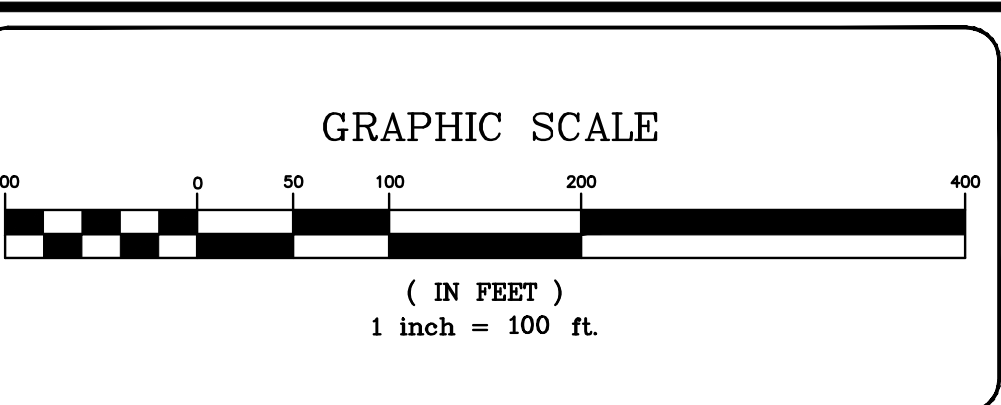 GRAPHIC SCALE
00 0 50 100 200 400
( IN FEET )
1 inch = 100 ft.